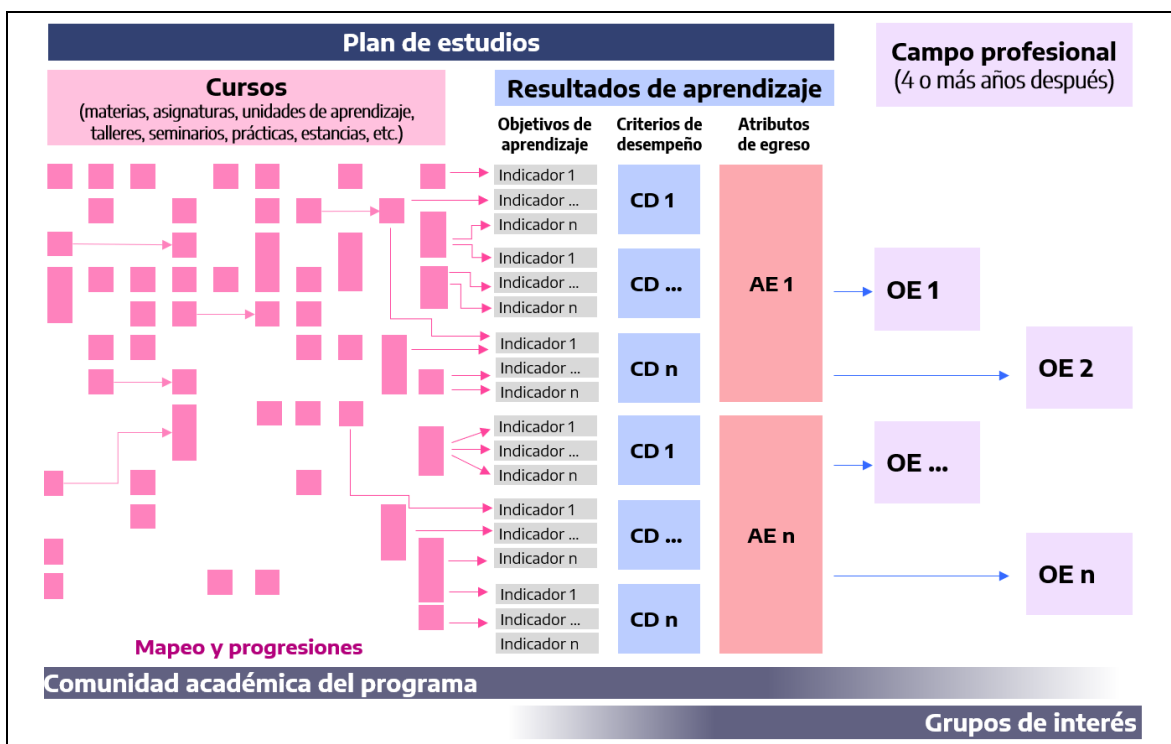 Plan de estudios
Campo profesional
(4 o más años después)
Cursos
(materias, asignaturas, unidades de aprendizaje,
talleres, seminarios, prácticas, estancias, etc.)
Resultados de aprendizaje
Objetivos de
aprendizaje
Criterios de
desempeño
Atributos
de egreso
Indicador 1
Indicador ...
Indicador n
CD 1
Indicador 1
Indicador ...
Indicador n
CD ...
Indicador 1
Indicador ...
Indicador n
CD n
AE 1
Indicador 1
Indicador ...
Indicador n
CD 1
Indicador 1
Indicador ...
Indicador n
CD ...
Indicador 1
Indicador ...
Indicador n
CD n
AE n
OE 1
OE 2
OE ...
OE n
Mapeo y progresiones
Comunidad académica del programa
Grupos de interés